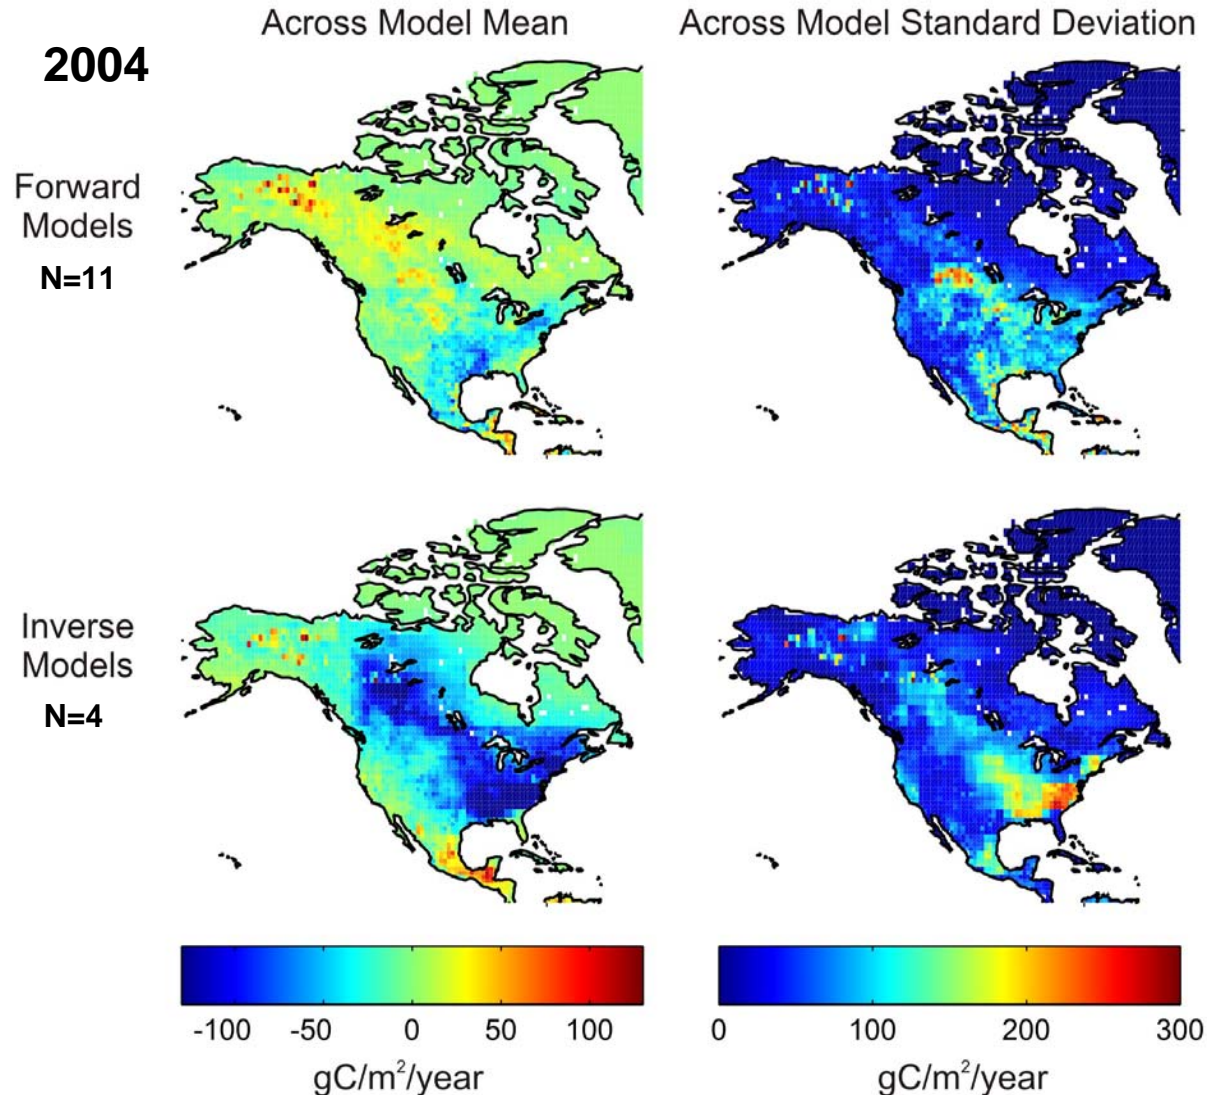 Across Model Mean
Across Model Standard Deviation
2004
Forward
Models
N=11
Inverse
Models
N=4
-100 -50 0 50 100
0 100 200 300
gC/m²/year
gC/m²/year